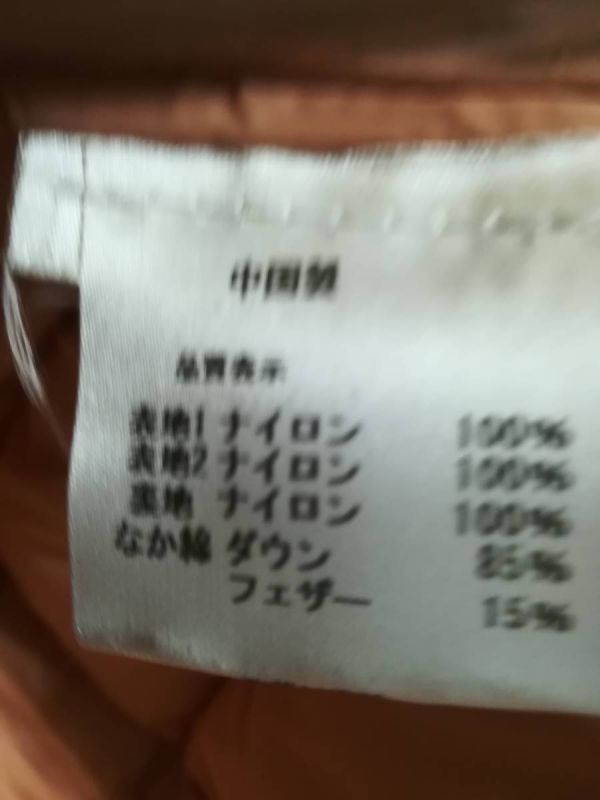 中国製
品質表示
表地1 ナイロン 100%
表地2 ナイロン 100%
裏地 ナイロン 100%
なか綿 ダウン 85%
フェザー 15%